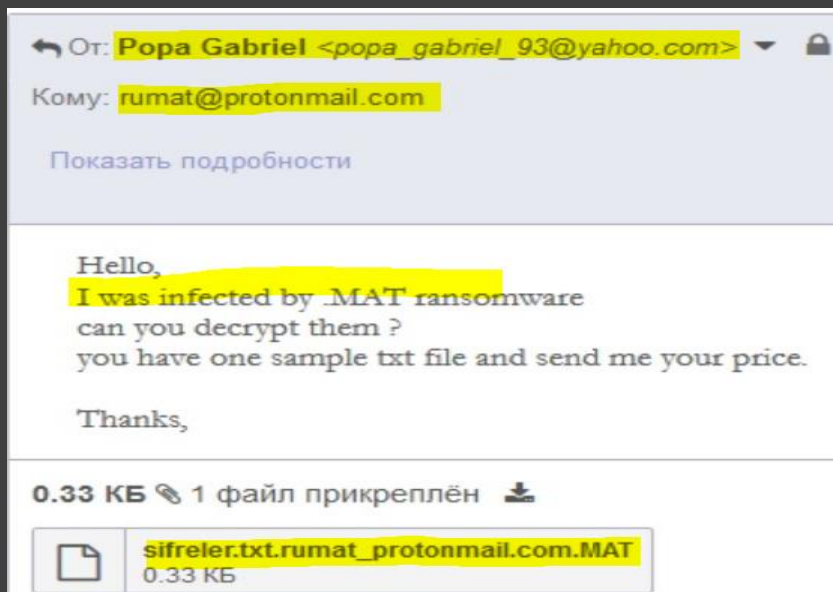 От: Popa Gabriel <popa_gabriel_93@yahoo.com>
Кому: rumat@protonmail.com
Показать подробности
Hello,
I was infected by .MAT ransomware
can you decrypt them ?
you have one sample txt file and send me your price.
Thanks,
0.33 КБ 1 файл прикреплён
sifreler.txt.rumat_protonmail.com.MAT
0.33 КБ